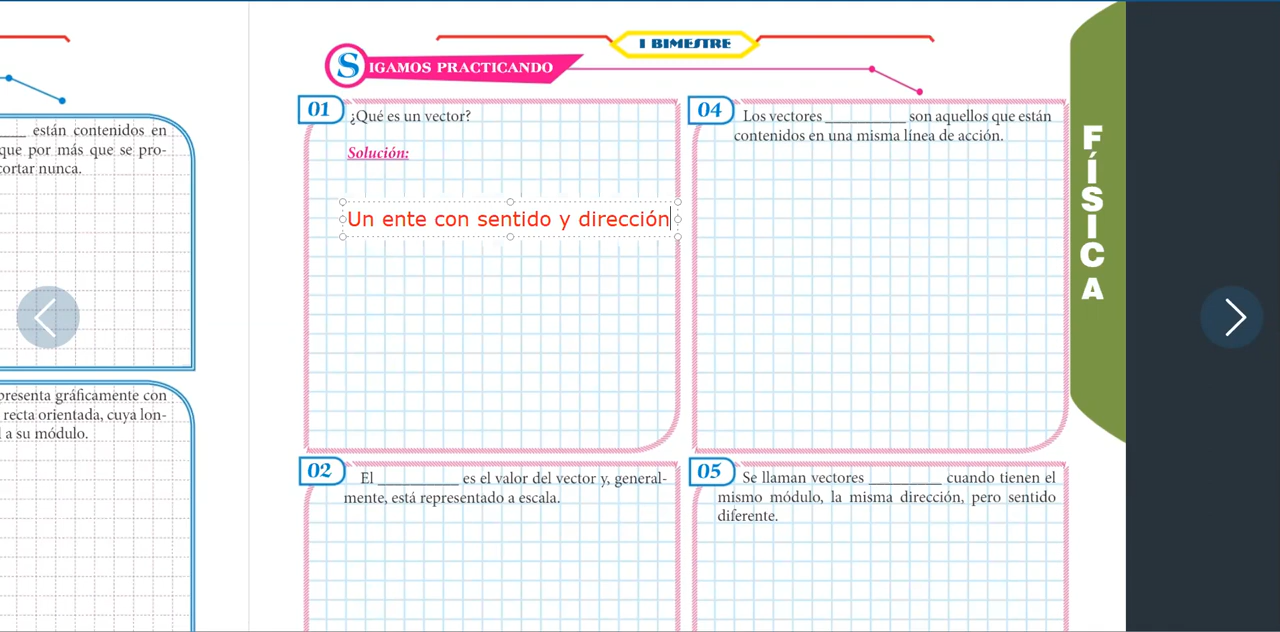 I BIMESTRE
SIGAMOS PRACTICANDO
están contenidos en
que por más que se pro-
cortar nunca.
presenta gráficamente con
recta orientada, cuya lon-
a su módulo.
01 ¿Qué es un vector?
Solución:
Un ente con sentido y dirección
02 El __________ es el valor del vector y, general-
mente, está representado a escala.
04 Los vectores __________ son aquellos que están
contenidos en una misma línea de acción.
05 Se llaman vectores _________ cuando tienen el
mismo módulo, la misma dirección, pero sentido
diferente.
FÍSICA